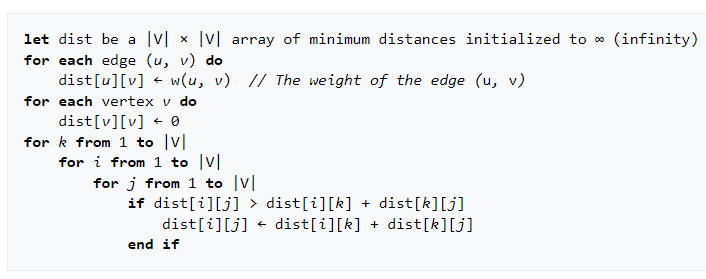 let dist be a |V| × |V| array of minimum distances initialized to ∞ (infinity)
for each edge (u, v) do
    dist[u][v] ← w(u, v)  // The weight of the edge (u, v)
for each vertex v do
    dist[v][v] ← 0
for k from 1 to |V|
    for i from 1 to |V|
        for j from 1 to |V|
            if dist[i][j] > dist[i][k] + dist[k][j]
                dist[i][j] ← dist[i][k] + dist[k][j]
            end if